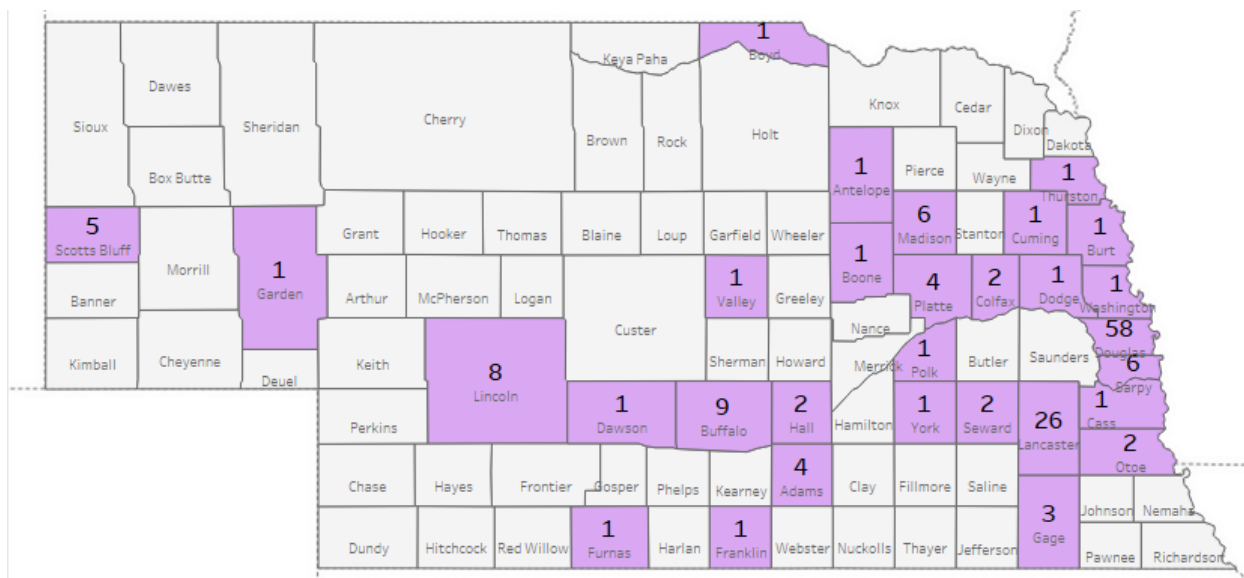 1
Boyd
Keya Paha
Dawes
Sioux
Sheridan
Cherry
Brown
Rock
Holt
Knox
Cedar
Dixon
Dakota
Box Butte
1
Antelope
Pierce
Wayne
1
Thurston
5
Scotts Bluff
Morrill
1
Garden
Grant
Hooker
Thomas
Blaine
Loup
Garfield
Wheeler
6
Madison
Stanton
1
Cuming
1
Burt
Banner
Arthur
McPherson
Logan
1
Valley
Greeley
1
Boone
4
Platte
2
Colfax
1
Dodge
1
Washington
Kimball
Cheyenne
Deuel
Keith
8
Lincoln
Custer
Sherman
Howard
Nance
Merrick
1
Polk
Butler
Saunders
58
Douglas
6
Sarpy
Perkins
1
Dawson
9
Buffalo
2
Hall
Hamilton
1
York
2
Seward
26
Lancaster
1
Cass
2
Otoe
Chase
Hayes
Frontier
Gosper
Phelps
Kearney
4
Adams
Clay
Fillmore
Saline
3
Gage
Johnson
Nemaha
Dundy
Hitchcock
Red Willow
1
Furnas
Harlan
1
Franklin
Webster
Nuckolls
Thayer
Jefferson
Pawnee
Richardson